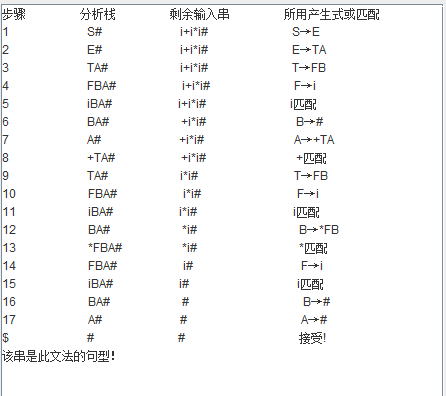 步骤 分析栈 剩余输入串 所用产生式或匹配
1 S# i+i*i# S→E
2 E# i+i*i# E→TA
3 TA# i+i*i# T→FB
4 FBA# i+i*i# F→i
5 iBA# i+i*i# i匹配
6 BA# +i*i# B→#
7 A# +i*i# A→+TA
8 +TA# +i*i# +匹配
9 TA# i*i# T→FB
10 FBA# i*i# F→i
11 iBA# i*i# i匹配
12 BA# *i# B→*FB
13 *FBA# *i# *匹配
14 FBA# i# F→i
15 iBA# i# i匹配
16 BA# # B→#
17 A# # A→#
$ # # 接受!
该串是此文法的句型!